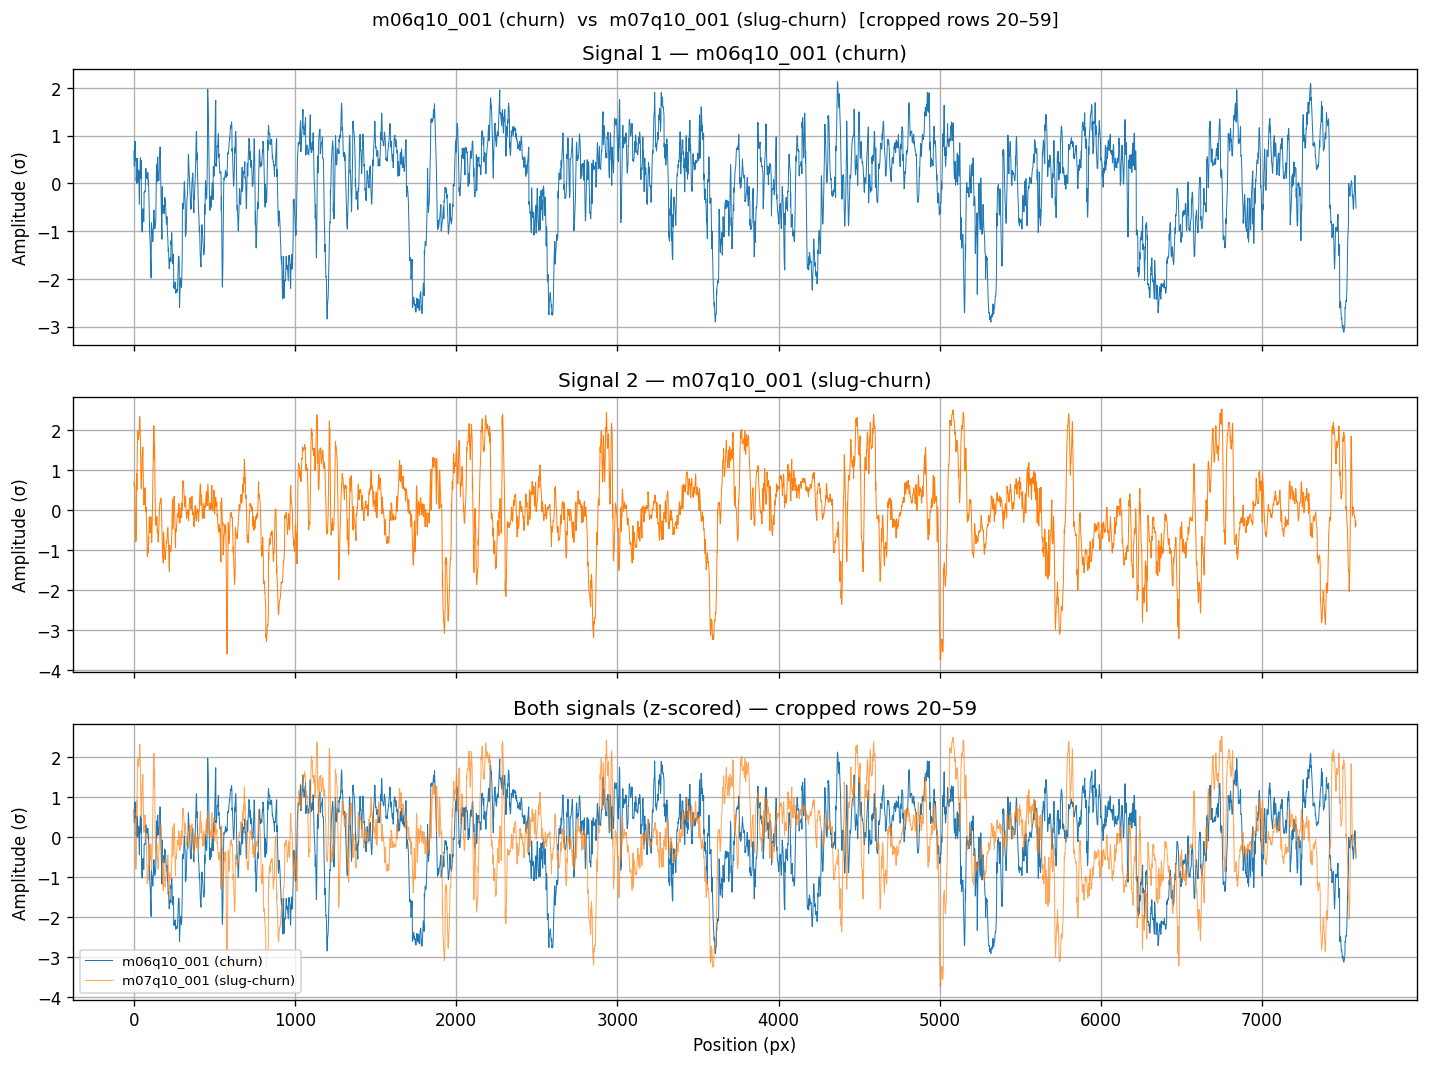 m06q10_001 (churn)  vs  m07q10_001 (slug-churn)  [cropped rows 20–59]
Signal 1 — m06q10_001 (churn)
Amplitude (σ)
2
1
0
−1
−2
−3
Signal 2 — m07q10_001 (slug-churn)
Amplitude (σ)
2
1
0
−1
−2
−3
−4
Both signals (z-scored) — cropped rows 20–59
Amplitude (σ)
2
1
0
−1
−2
−3
−4
m06q10_001 (churn)
m07q10_001 (slug-churn)
0 1000 2000 3000 4000 5000 6000 7000
Position (px)